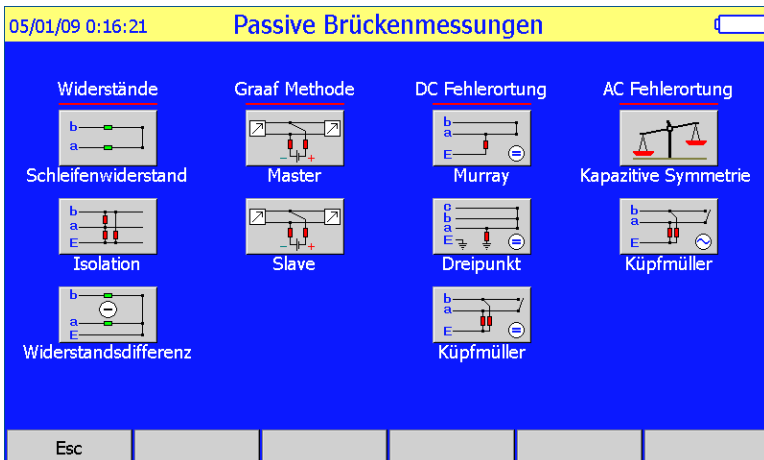 05/01/09 0:16:21 Passive Brückenmessungen
Widerstände Graaf Methode DC Fehlerortung AC Fehlerortung
b
a
Schleifenwiderstand
- +
Master
b
a
E =
Murray
Kapazitive Symmetrie
b
a
E
Isolation
- +
Slave
c
b
a
E =
Dreipunkt
b
a
E ~
Küpfmüller
b
−
a
E
Widerstandsdifferenz
b
a
E =
Küpfmüller
Esc